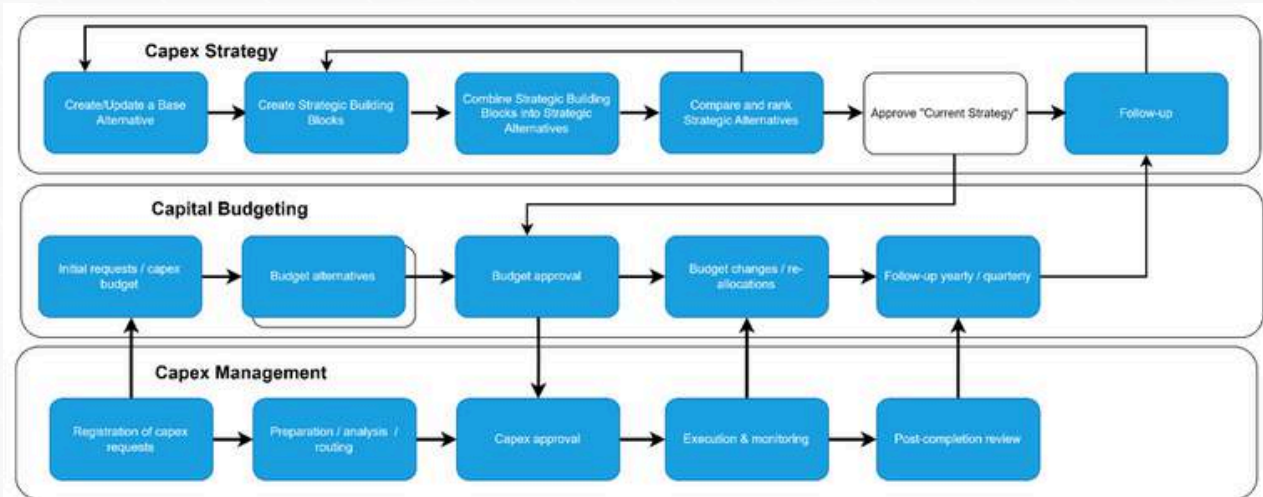 Capex Strategy
Create/Update a Base
Alternative
Create Strategic Building
Blocks
Combine Strategic Building
Blocks into Strategic
Alternatives
Compare and rank
Strategic Alternatives
Approve "Current Strategy"
Follow-up
Capital Budgeting
Initial requests / capex
budget
Budget alternatives
Budget approval
Budget changes / re-
allocations
Follow-up yearly / quarterly
Capex Management
Registration of capex
requests
Preparation / analysis /
routing
Capex approval
Execution & monitoring
Post-completion review